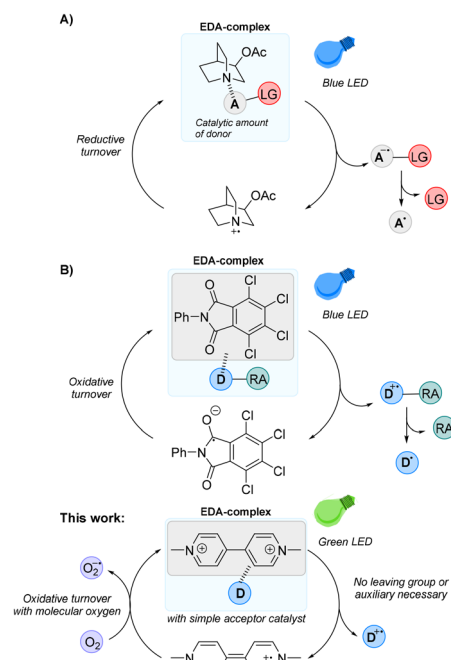 A)
EDA-complex
OAc
N
A
LG
Catalytic amount
of donor
Blue LED
Reductive
turnover
A−•
LG
LG
A•
OAc
N
+•
B)
EDA-complex
O
Cl
Cl
Ph
N
Cl
O
Cl
D
RA
Blue LED
Oxidative
turnover
D+•
RA
RA
D•
O
⊖
Cl
Cl
Ph
N
Cl
O
Cl
This work:
EDA-complex
N
+
+
N
D
with simple acceptor catalyst
Green LED
O2−•
Oxidative turnover
with molecular oxygen
O2
No leaving group or
auxiliary necessary
D+•
N
+•
N